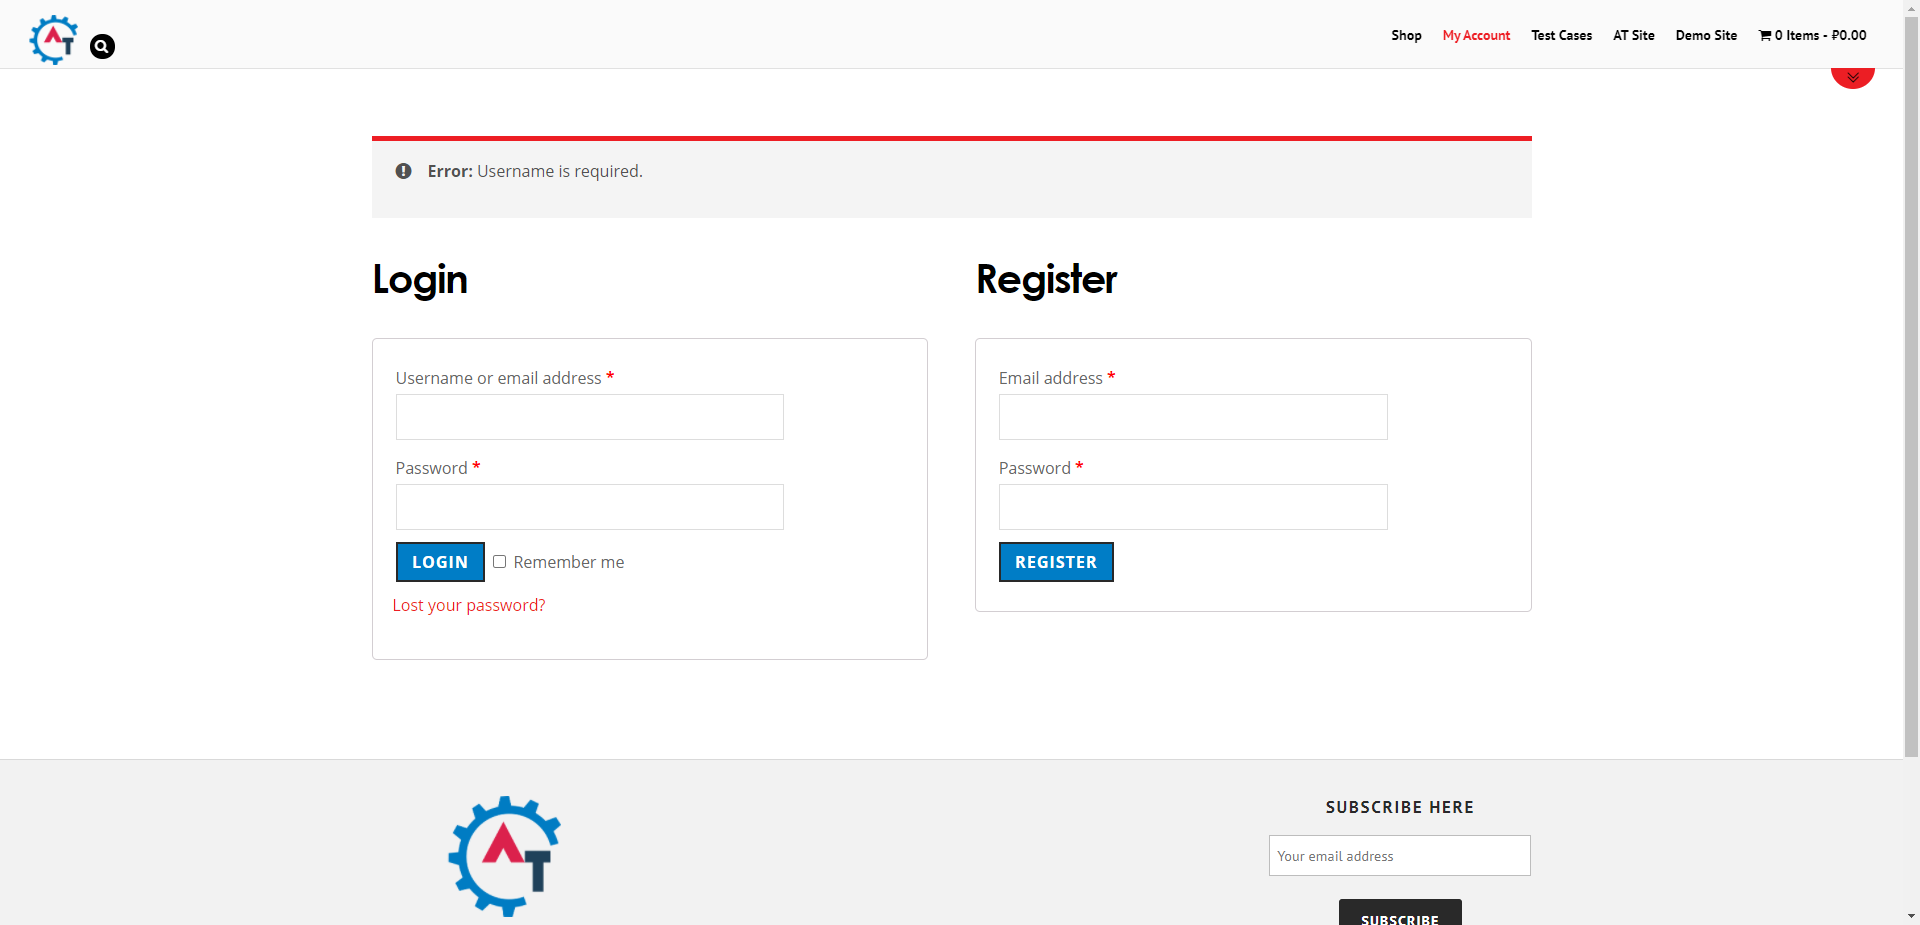 AT
Shop My Account Test Cases AT Site Demo Site 0 Items - ₽0.00
Error: Username is required.
Login
Username or email address *
Password *
LOGIN Remember me
Lost your password?
Register
Email address *
Password *
REGISTER
AT
SUBSCRIBE HERE
Your email address
SUBSCRIBE